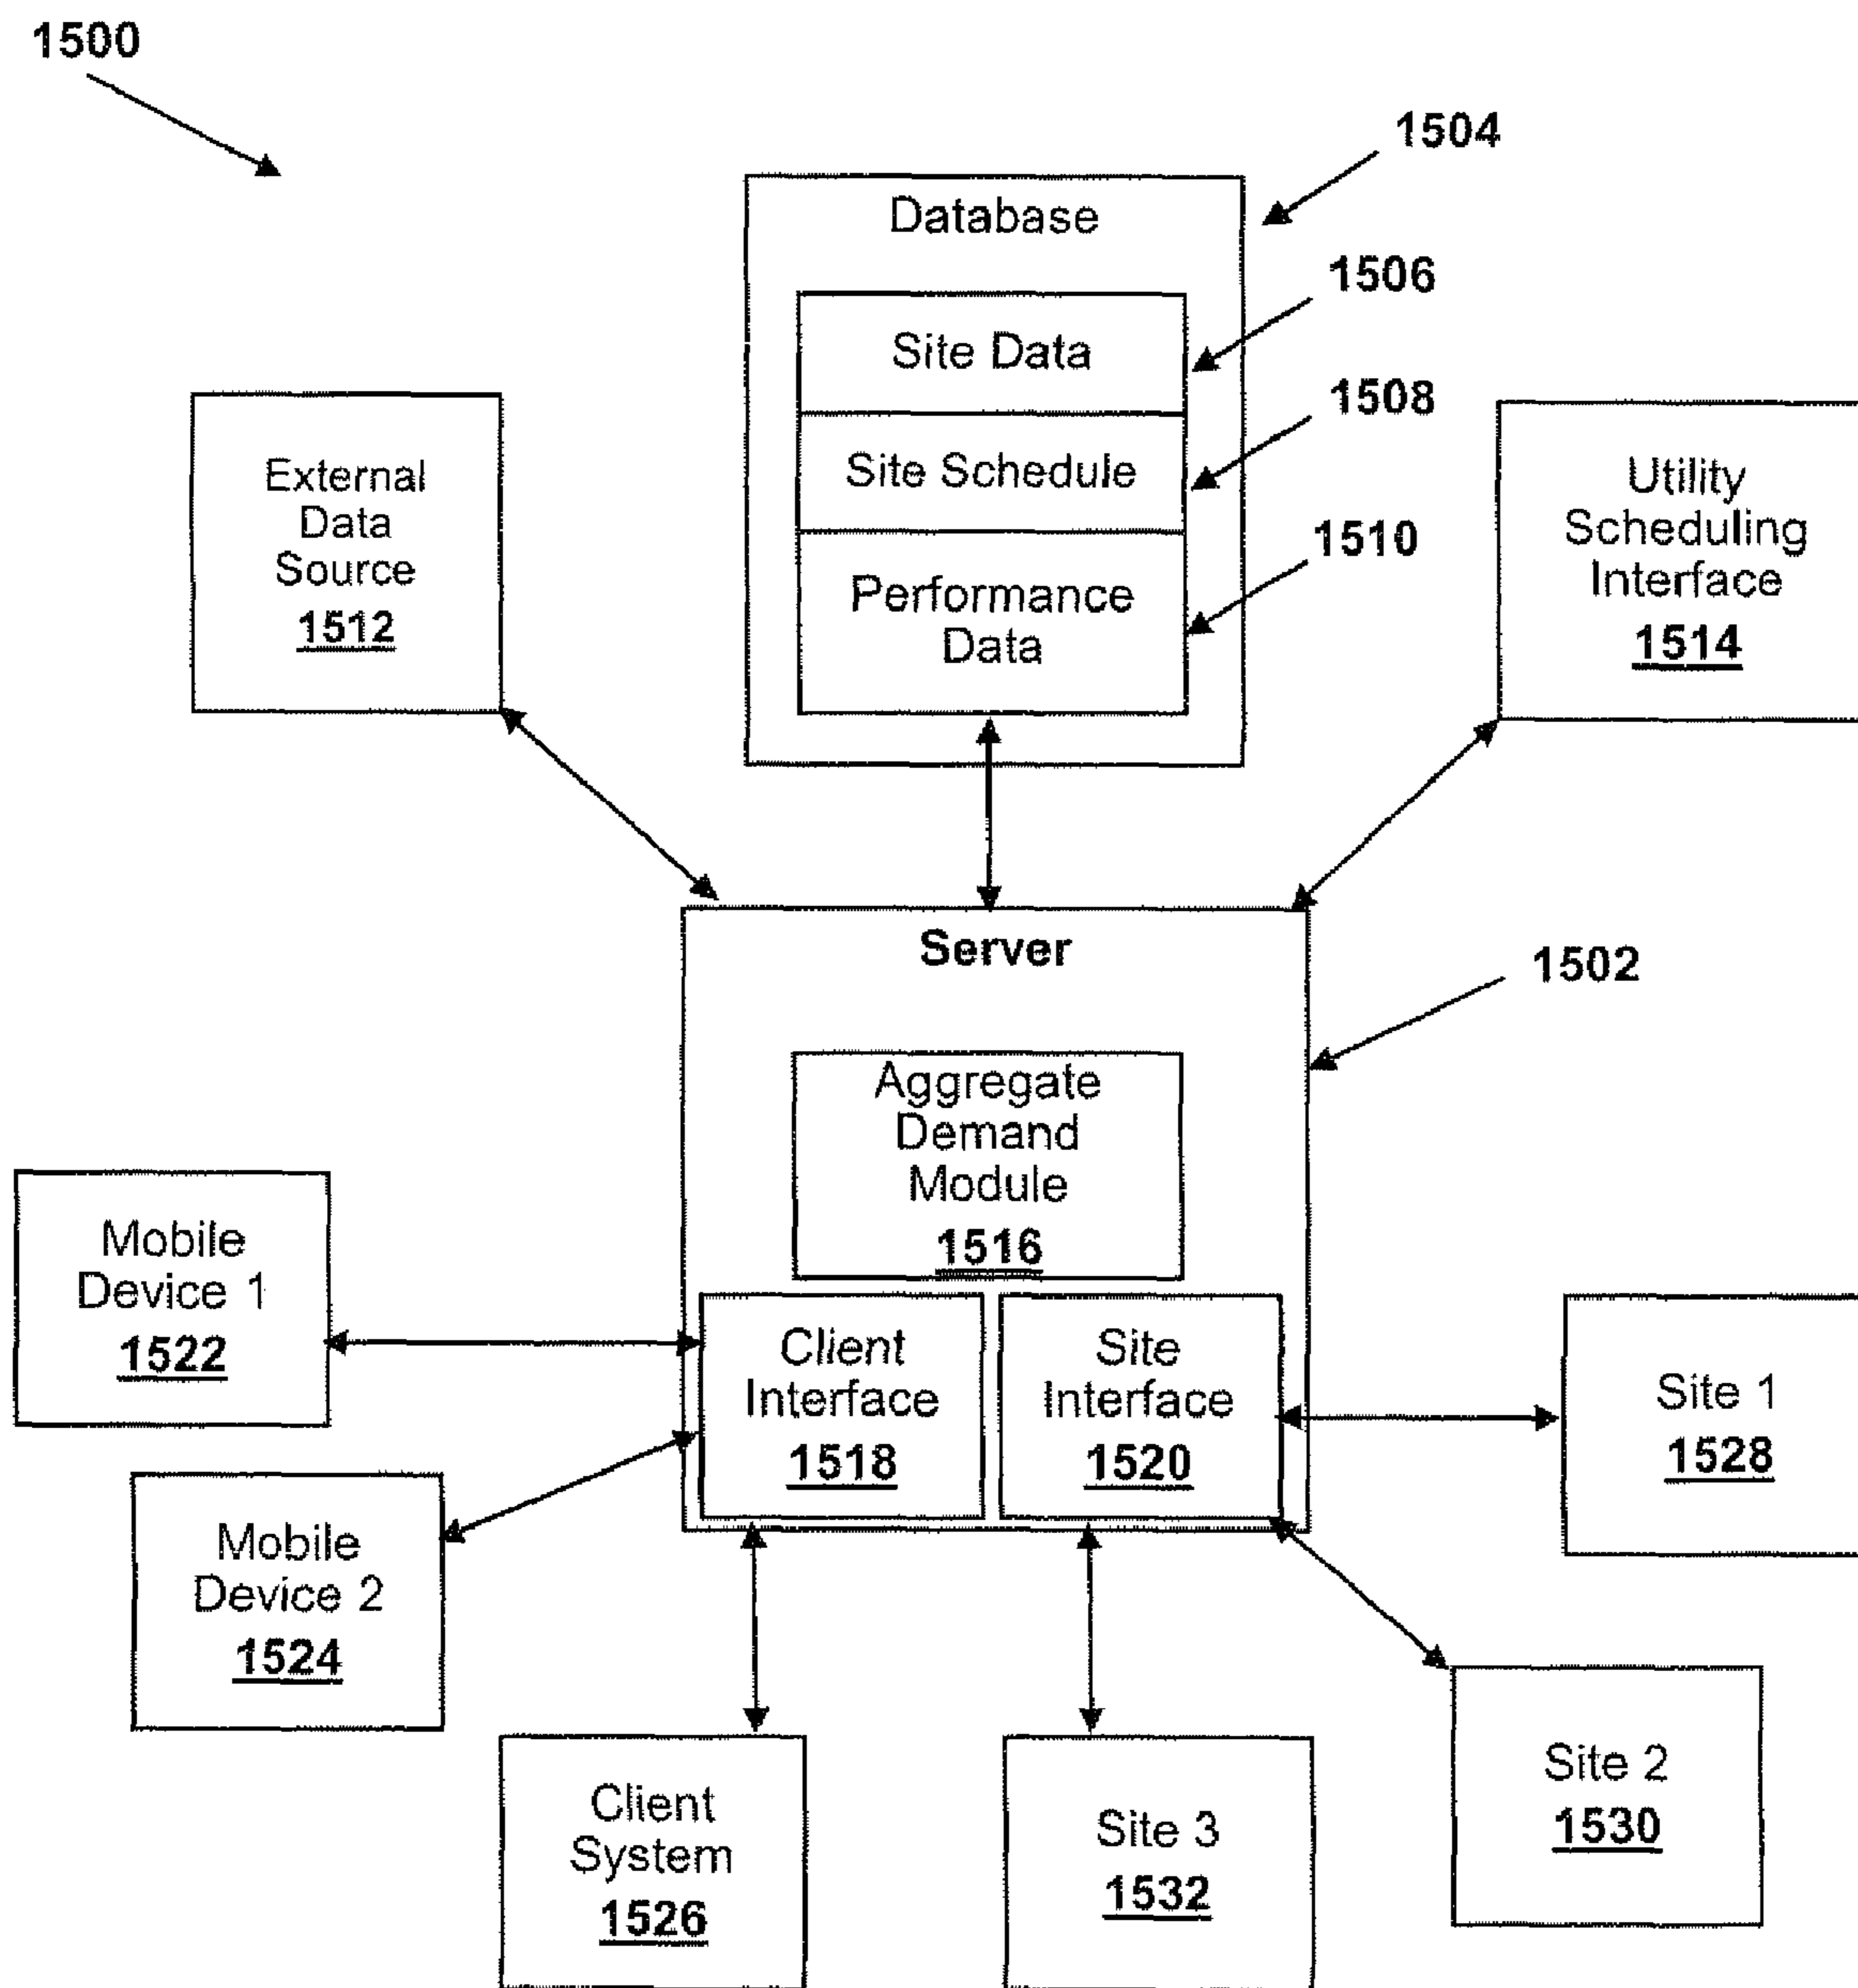 1500
1504
Database
1506
Site Data
1508
Site Schedule
1510
Performance
Data
External
Data
Source
1512
Utility
Scheduling
Interface
1514
Server
1502
Aggregate
Demand
Module
1516
Client
Interface
1518
Site
Interface
1520
Mobile
Device 1
1522
Mobile
Device 2
1524
Site 1
1528
Site 2
1530
Client
System
1526
Site 3
1532